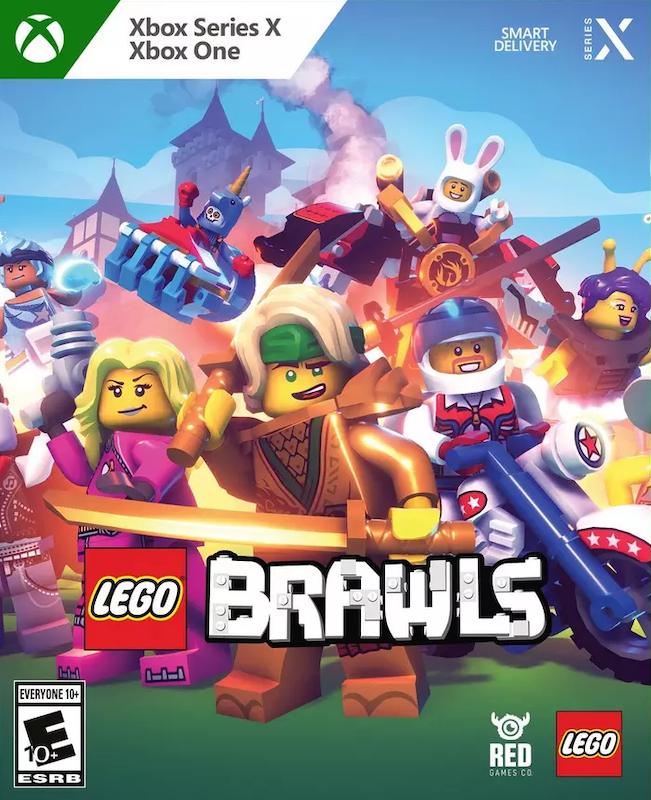 Xbox Series X
Xbox One
SMART
DELIVERY
SERIES X
LEGO
BRAWLS
EVERYONE 10+
E
10+
ESRB
RED
GAMES CO.
LEGO